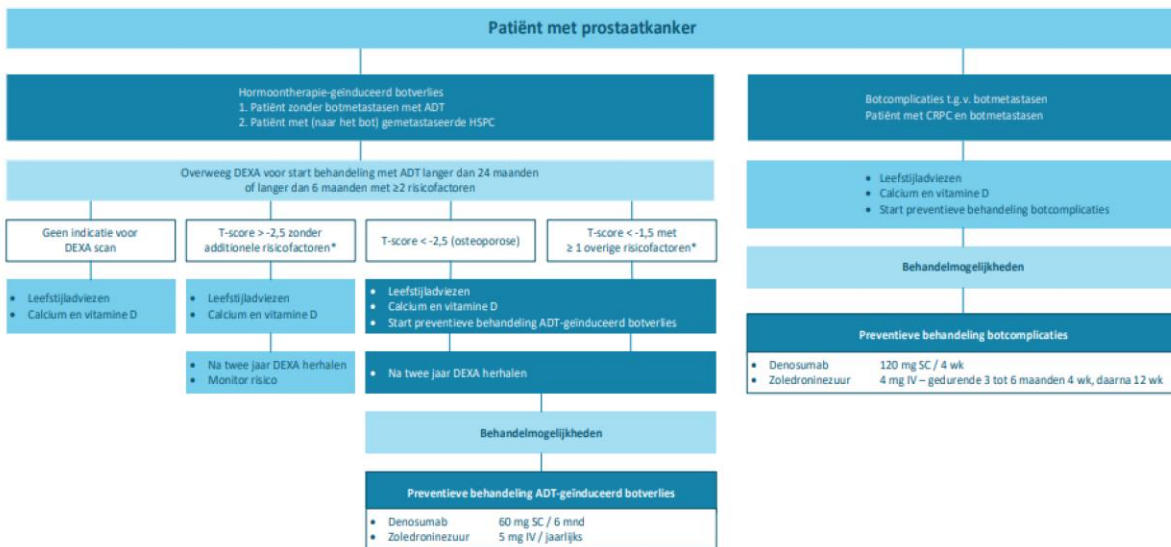 Patiënt met prostaatkanker
Hormoontherapie-geïnduceerd botverlies
1. Patiënt zonder botmetastasen met ADT
2. Patiënt met (naar het bot) gemetastaseerde HSPC
Overweeg DEXA voor start behandeling met ADT langer dan 24 maanden
of langer dan 6 maanden met ≥2 risicofactoren
Geen indicatie voor
DEXA scan
• Leefstijladviezen
• Calcium en vitamine D
T-score > -2,5 zonder
additionele risicofactoren*
• Leefstijladviezen
• Calcium en vitamine D
• Na twee jaar DEXA herhalen
• Monitor risico
T-score < -2,5 (osteoporose)
T-score < -1,5 met
≥ 1 overige risicofactoren*
• Leefstijladviezen
• Calcium en vitamine D
• Start preventieve behandeling ADT-geïnduceerd botverlies
• Na twee jaar DEXA herhalen
Behandelmogelijkheden
Preventieve behandeling ADT-geïnduceerd botverlies
• Denosumab 60 mg SC / 6 mnd
• Zoledroninezuur 5 mg IV / jaarlijks
Botcomplicaties t.g.v. botmetastasen
Patiënt met CRPC en botmetastasen
• Leefstijladviezen
• Calcium en vitamine D
• Start preventieve behandeling botcomplicaties
Behandelmogelijkheden
Preventieve behandeling botcomplicaties
• Denosumab 120 mg SC / 4 wk
• Zoledroninezuur 4 mg IV – gedurende 3 tot 6 maanden 4 wk, daarna 12 wk